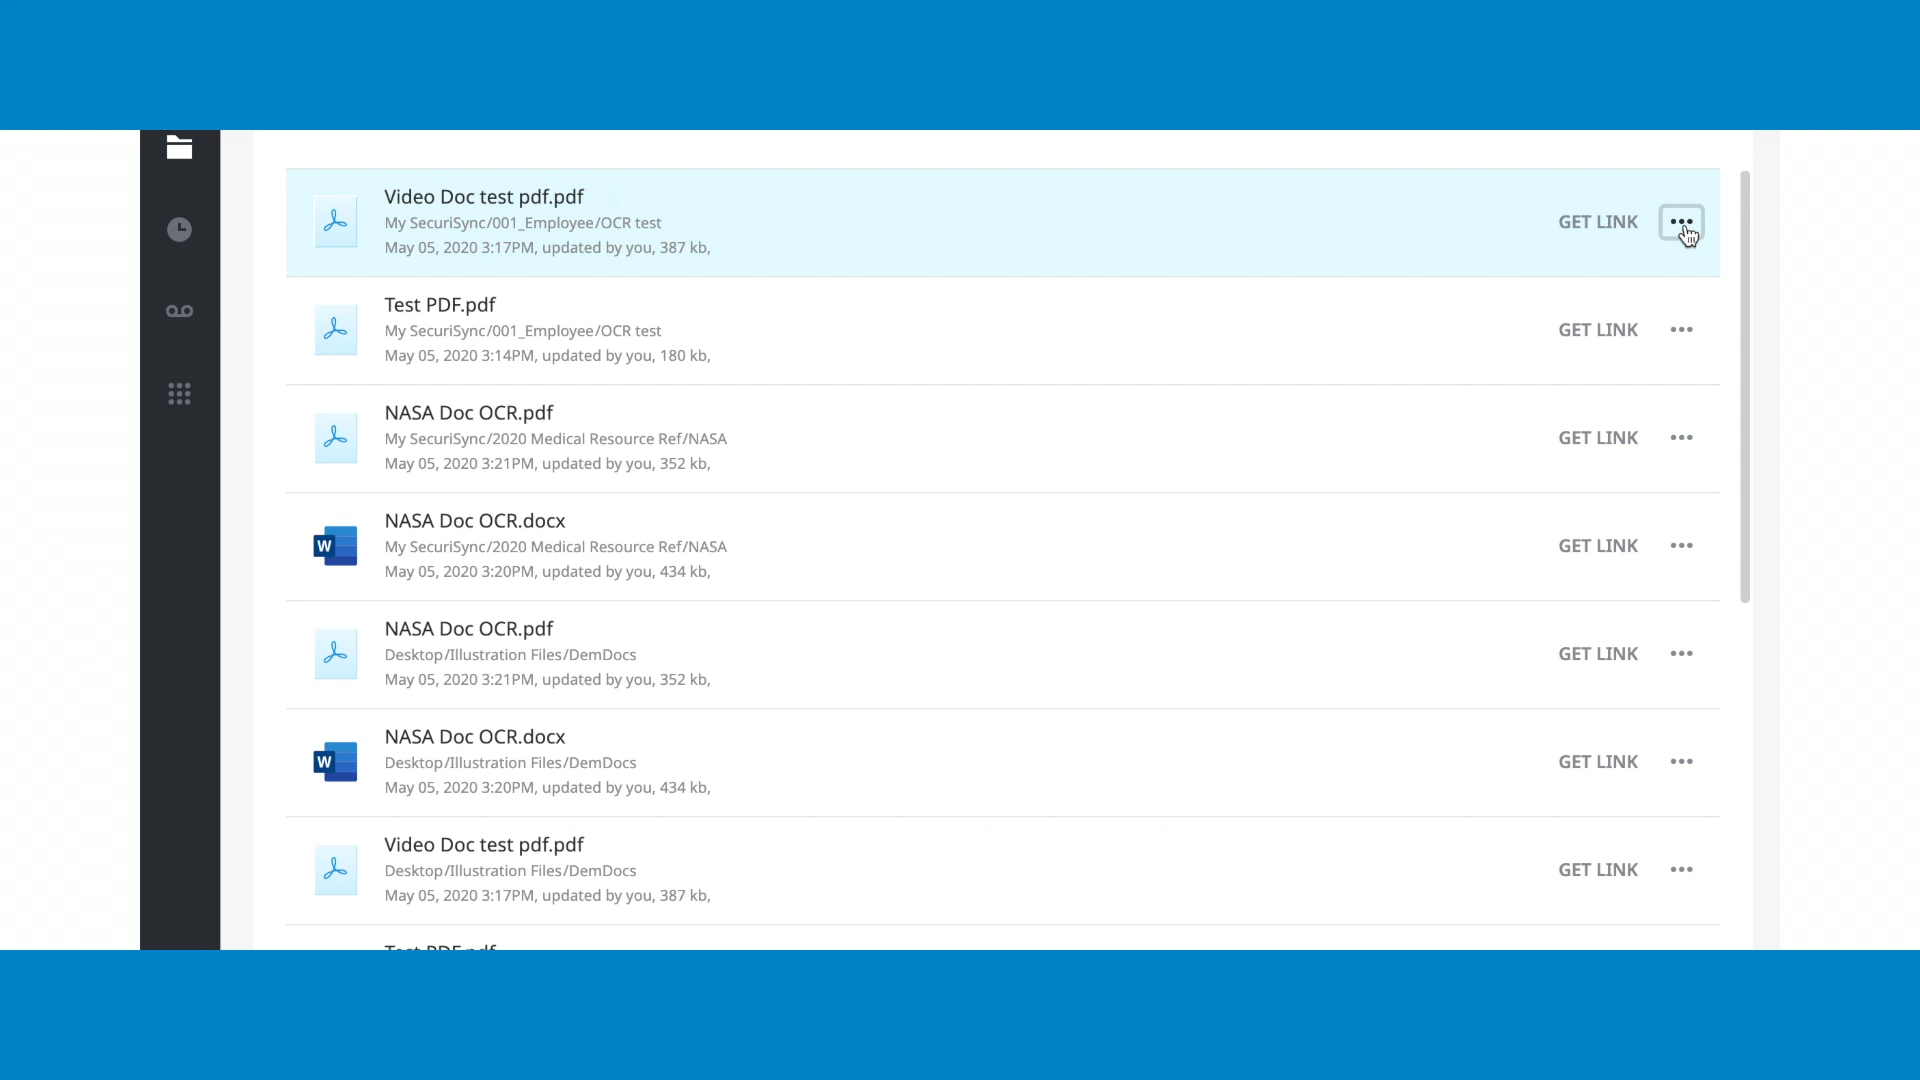 Video Doc test pdf.pdf
My SecuriSync/001_Employee/OCR test
May 05, 2020 3:17PM, updated by you, 387 kb,
GET LINK
Test PDF.pdf
My SecuriSync/001_Employee/OCR test
May 05, 2020 3:14PM, updated by you, 180 kb,
GET LINK
NASA Doc OCR.pdf
My SecuriSync/2020 Medical Resource Ref/NASA
May 05, 2020 3:21PM, updated by you, 352 kb,
GET LINK
W
NASA Doc OCR.docx
My SecuriSync/2020 Medical Resource Ref/NASA
May 05, 2020 3:20PM, updated by you, 434 kb,
GET LINK
NASA Doc OCR.pdf
Desktop/Illustration Files/DemDocs
May 05, 2020 3:21PM, updated by you, 352 kb,
GET LINK
W
NASA Doc OCR.docx
Desktop/Illustration Files/DemDocs
May 05, 2020 3:20PM, updated by you, 434 kb,
GET LINK
Video Doc test pdf.pdf
Desktop/Illustration Files/DemDocs
May 05, 2020 3:17PM, updated by you, 387 kb,
GET LINK
Test PDF.pdf